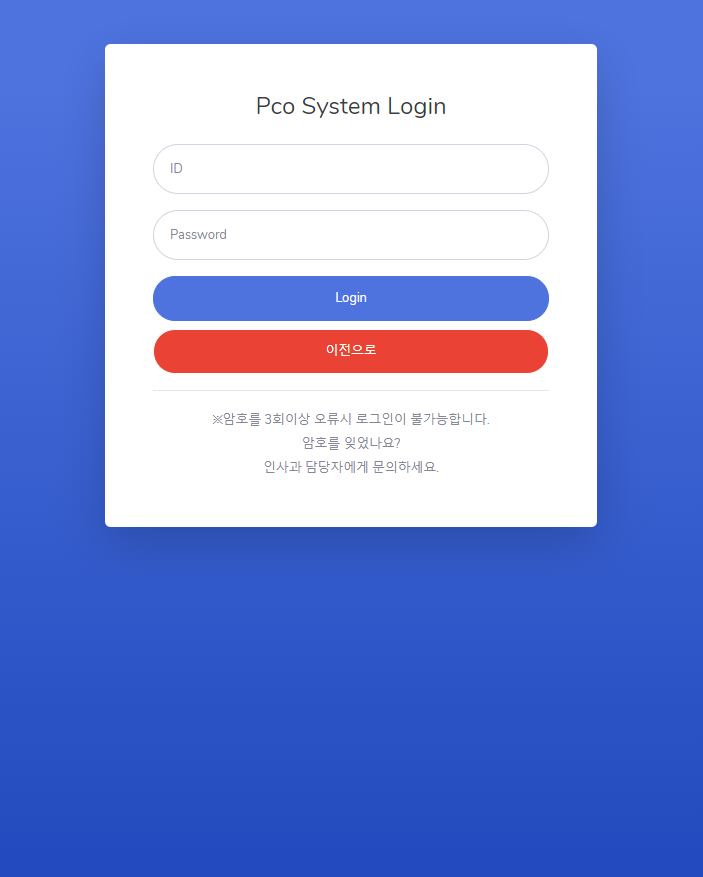 Pco System Login
ID
Password
Login
이전으로
※암호를 3회이상 오류시 로그인이 불가능합니다.
암호를 잊었나요?
인사과 담당자에게 문의하세요.